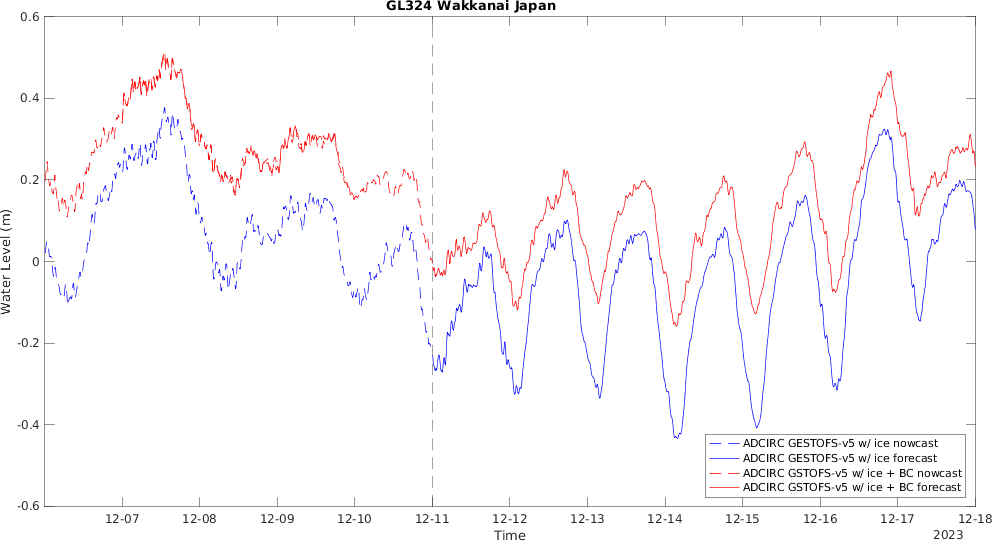 GL324 Wakkanai Japan
0.6
0.4
0.2
0
-0.2
-0.4
-0.6
Water Level (m)
ADCIRC GESTOFS-v5 w/ ice nowcast
ADCIRC GESTOFS-v5 w/ ice forecast
ADCIRC GSTOFS-v5 w/ ice + BC nowcast
ADCIRC GSTOFS-v5 w/ ice + BC forecast
12-07 12-08 12-09 12-10 12-11 12-12 12-13 12-14 12-15 12-16 12-17 12-18
Time
2023